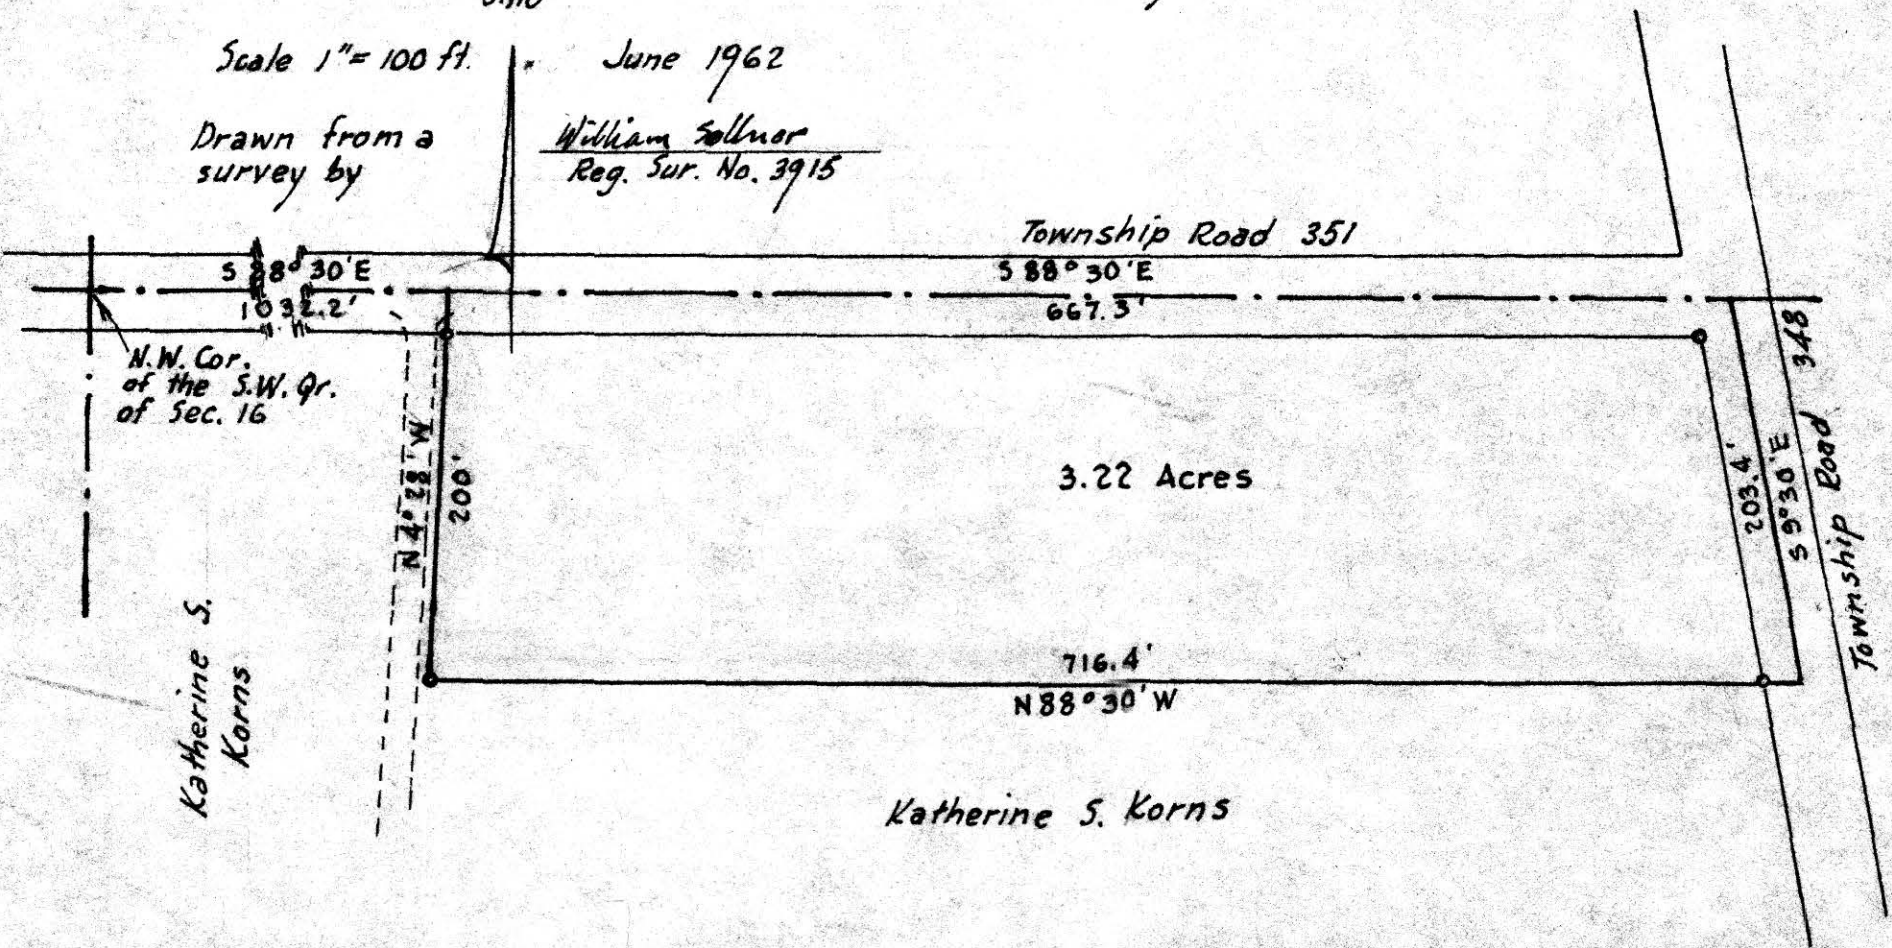 Scale 1"= 100 ft.
June 1962
Drawn from a
survey by
William Sollner
Reg. Sur. No. 3915
Township Road 351
S 88° 30' E
1032.2'
S 88° 30' E
667.3'
N.W. Cor.
of the S.W. Qr.
of Sec. 16
N 4° 28' W
200'
3.22 Acres
203.4'
S 9° 30' E
Township Road 348
716.4'
N 88° 30' W
Katherine S.
Korns
Katherine S. Korns